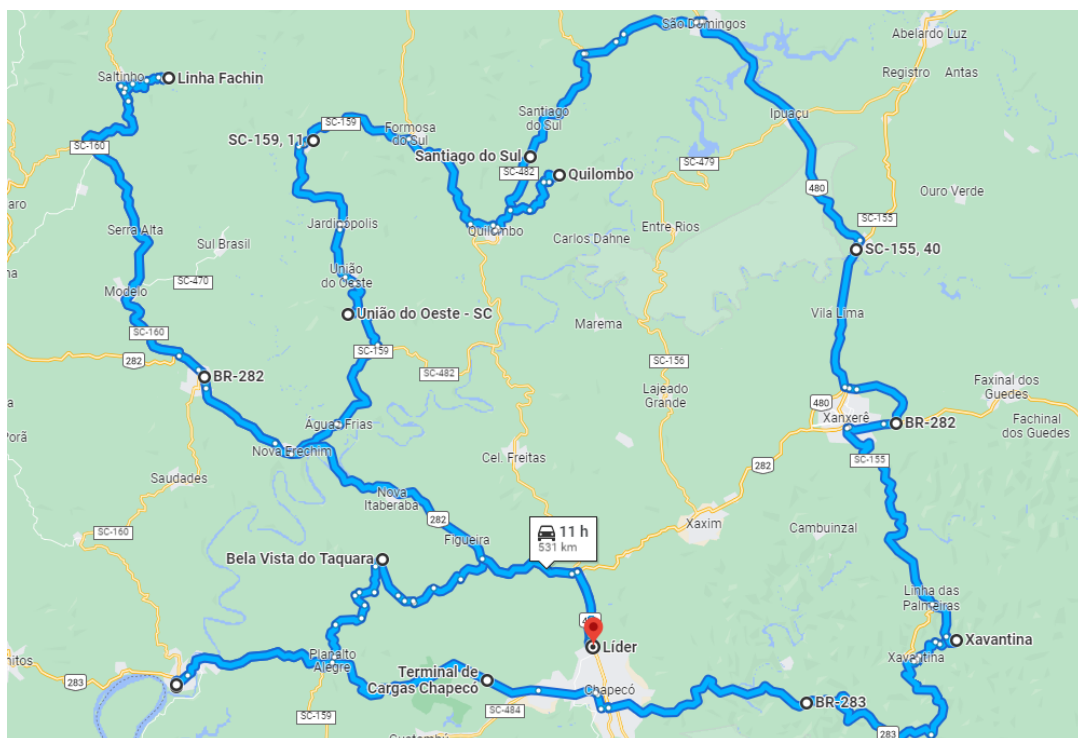 São Domingos
Abelardo Luz
Saltinho
Linha Fachin
Registro
Antas
SC-159, 11
SC-159
Formosa
do Sul
Santiago
do Sul
Ipuaçu
SC-160
Santiago do Sul
SC-482
Quilombo
SC-479
480
Ouro Verde
aro
Serra Alta
Sul Brasil
Jardinópolis
Quilombo
Carlos Dahne
Entre Rios
SC-155
SC-155, 40
União
do Oeste
SC-470
Modelo
União do Oeste - SC
Marema
Vila Lima
SC-160
282
SC-159
SC-482
SC-156
BR-282
Lajeado
Grande
480
Faxinal dos
Guedes
Xanxerê
BR-282
Fachinal
dos Guedes
Águas Frias
Porã
Nova Erechim
Cel. Freitas
SC-155
282
Saudades
Nova
Itaberaba
282
Xaxim
Cambuinzal
SC-160
Figueira
11 h
531 km
Bela Vista do Taquara
Linha das
Palmeiras
Líder
Xavantina
Planalto
Alegre
Xavantina
283
Terminal de
Cargas Chapecó
Chapecó
SC-159
SC-484
BR-283
283